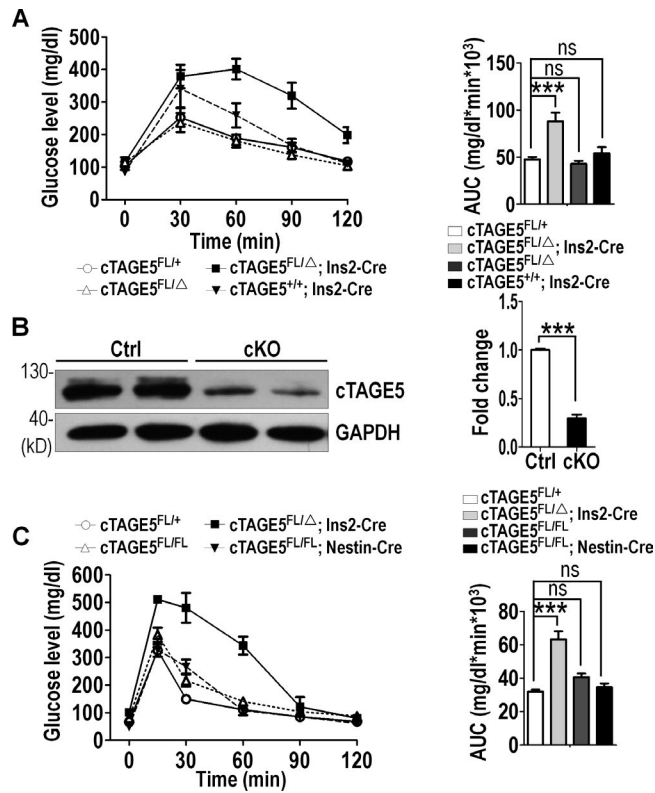 A
Glucose level (mg/dl)
500
400
300
200
100
0 30 60 90 120
Time (min)
cTAGE5FL/+ cTAGE5FL/△; Ins2-Cre
cTAGE5FL/△ cTAGE5+/+; Ins2-Cre
AUC (mg/dl*min*10³)
150
100
50
0
ns
ns
***
cTAGE5FL/+
cTAGE5FL/△; Ins2-Cre
cTAGE5FL/△
cTAGE5+/+; Ins2-Cre
B
Ctrl cKO
130-
cTAGE5
40-
GAPDH
(kD)
Fold change
1.5
1.0
0.5
0.0
***
Ctrl cKO
C
cTAGE5FL/+ cTAGE5FL/△; Ins2-Cre
cTAGE5FL/FL cTAGE5FL/FL; Nestin-Cre
Glucose level (mg/dl)
600
500
400
300
200
100
0
0 30 60 90 120
Time (min)
cTAGE5FL/+
cTAGE5FL/△; Ins2-Cre
cTAGE5FL/FL
cTAGE5FL/FL; Nestin-Cre
AUC (mg/dl*min*10³)
80
60
40
20
0
ns
ns
***